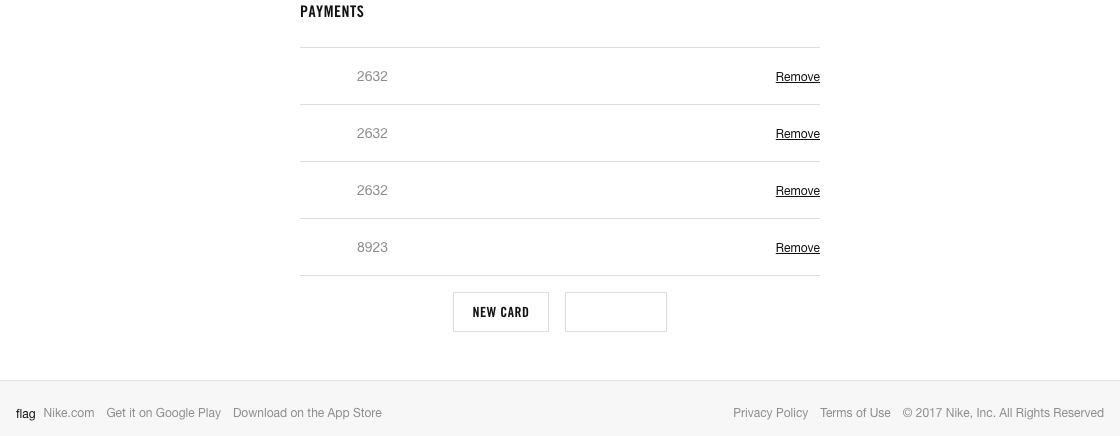 PAYMENTS
2632 Remove
2632 Remove
2632 Remove
8923 Remove
NEW CARD
flag Nike.com Get it on Google Play Download on the App Store Privacy Policy Terms of Use © 2017 Nike, Inc. All Rights Reserved